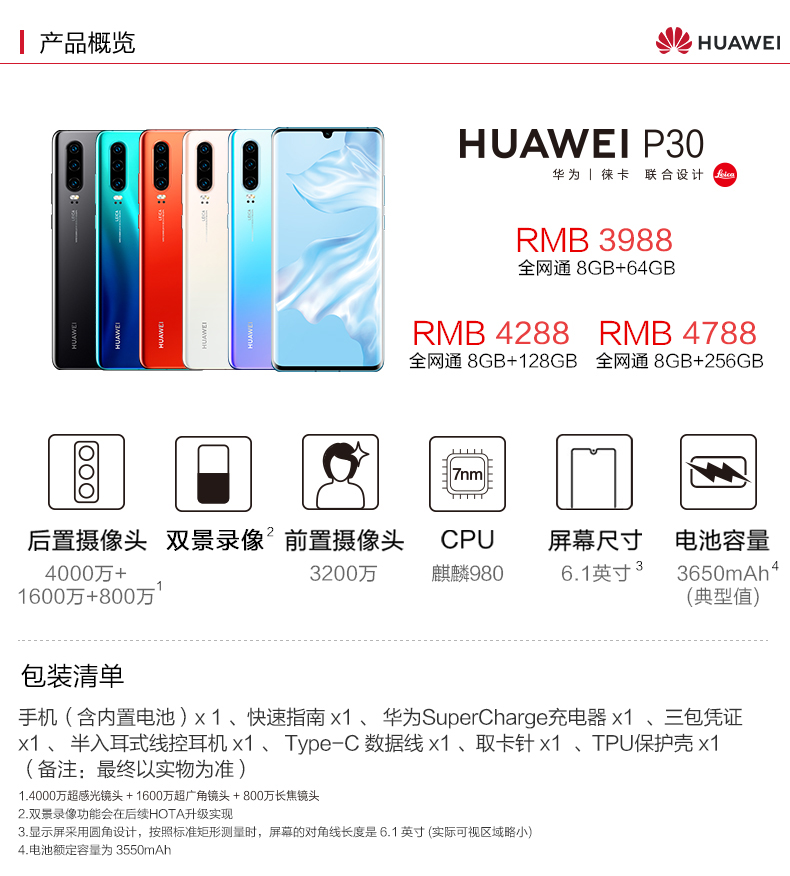 产品概览
HUAWEI
HUAWEI P30
华为 | 徕卡 联合设计
Leica
RMB 3988
全网通 8GB+64GB
RMB 4288 RMB 4788
全网通 8GB+128GB 全网通 8GB+256GB
HUAWEI HUAWEI HUAWEI HUAWEI HUAWEI
7nm
后置摄像头 双景录像2 前置摄像头 CPU 屏幕尺寸 电池容量
4000万+ 3200万 麒麟980 6.1英寸3 3650mAh4
1600万+800万1 (典型值)
包装清单
手机（含内置电池）x 1 、快速指南 x1 、 华为SuperCharge充电器 x1 、三包凭证
x1 、 半入耳式线控耳机 x1 、 Type-C 数据线 x1 、取卡针 x1 、TPU保护壳 x1
（备注：最终以实物为准）
1.4000万超感光镜头 + 1600万超广角镜头 + 800万长焦镜头
2.双景录像功能会在后续HOTA升级实现
3.显示屏采用圆角设计，按照标准矩形测量时，屏幕的对角线长度是 6.1 英寸 (实际可视区域略小)
4.电池额定容量为 3550mAh